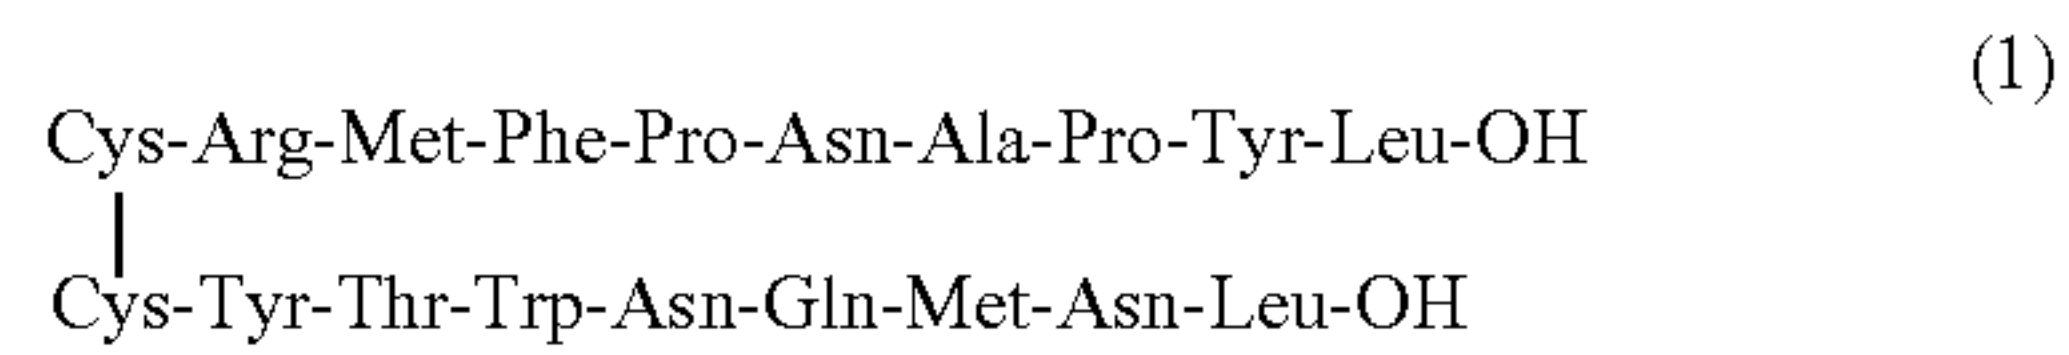 (1)
Cys-Arg-Met-Phe-Pro-Asn-Ala-Pro-Tyr-Leu-OH
Cys-Tyr-Thr-Trp-Asn-Gln-Met-Asn-Leu-OH